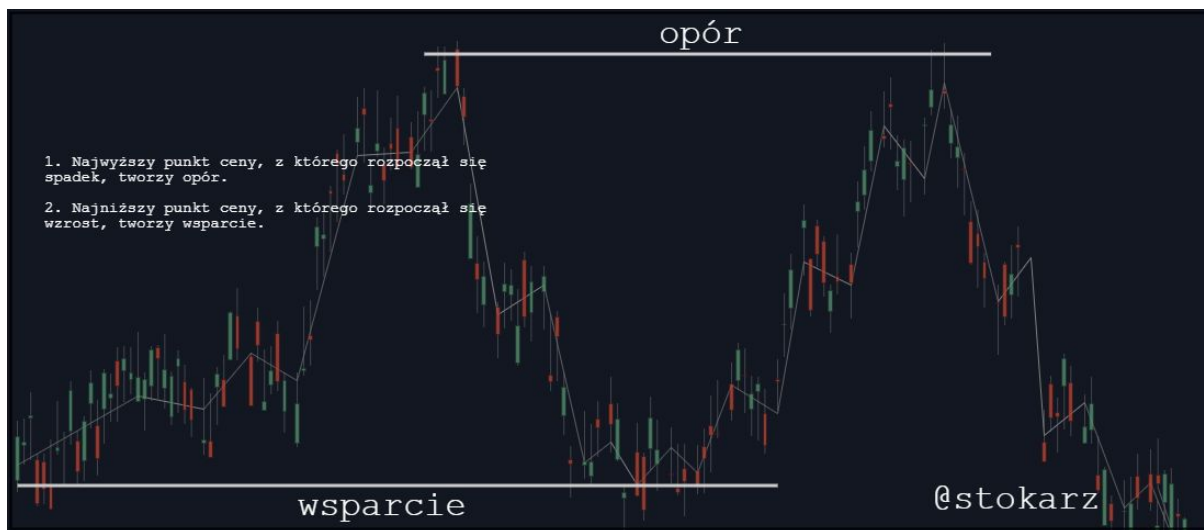 opór
1. Najwyższy punkt ceny, z którego rozpoczął się
spadek, tworzy opór.
2. Najniższy punkt ceny, z którego rozpoczął się
wzrost, tworzy wsparcie.
wsparcie
@stokarz